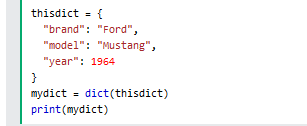 thisdict = {
  "brand": "Ford",
  "model": "Mustang",
  "year": 1964
}
mydict = dict(thisdict)
print(mydict)